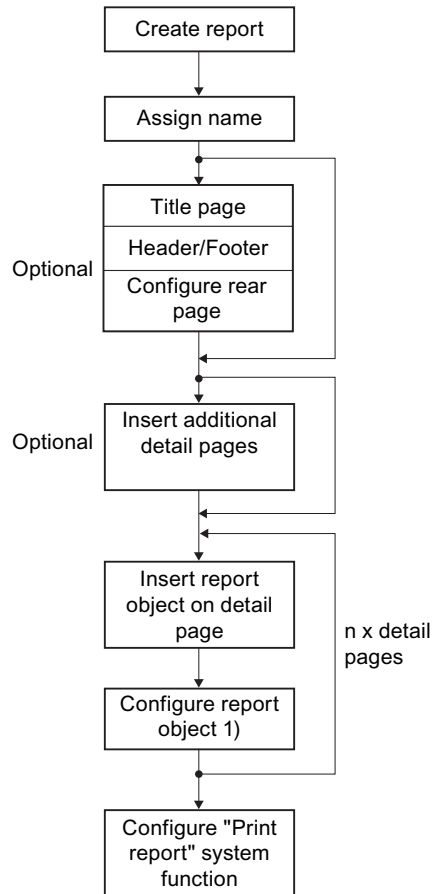 Create report
Assign name
Title page
Header/Footer
Optional
Configure rear
page
Optional
Insert additional
detail pages
Insert report
object on detail
page
n x detail
pages
Configure report
object 1)
Configure "Print
report" system
function